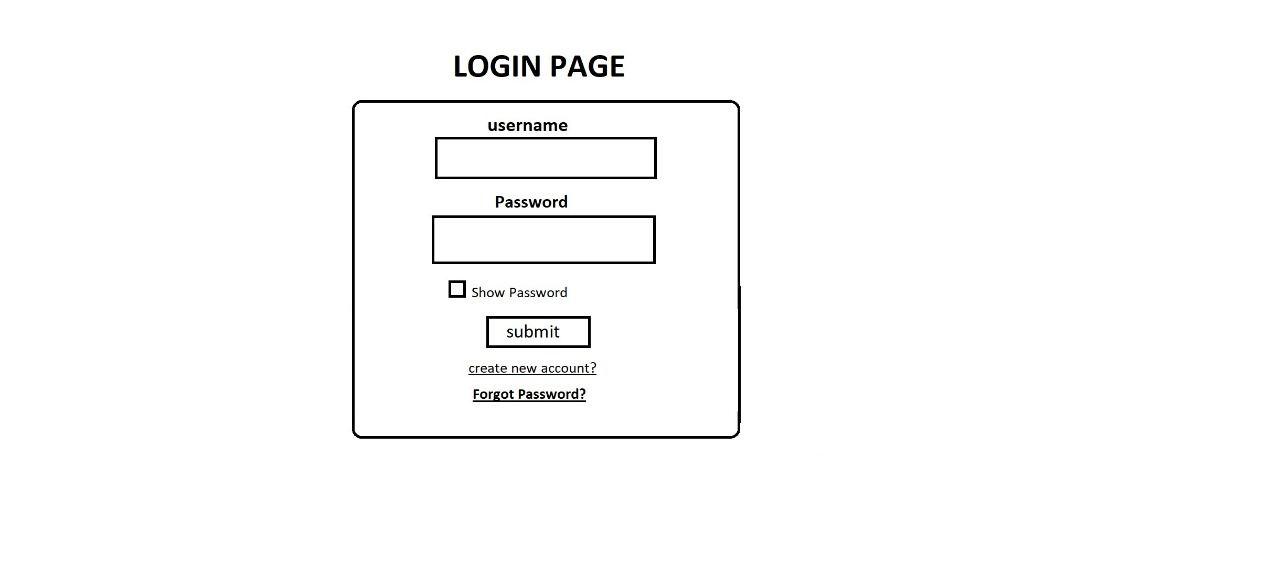 LOGIN PAGE
username
Password
Show Password
submit
create new account?
Forgot Password?